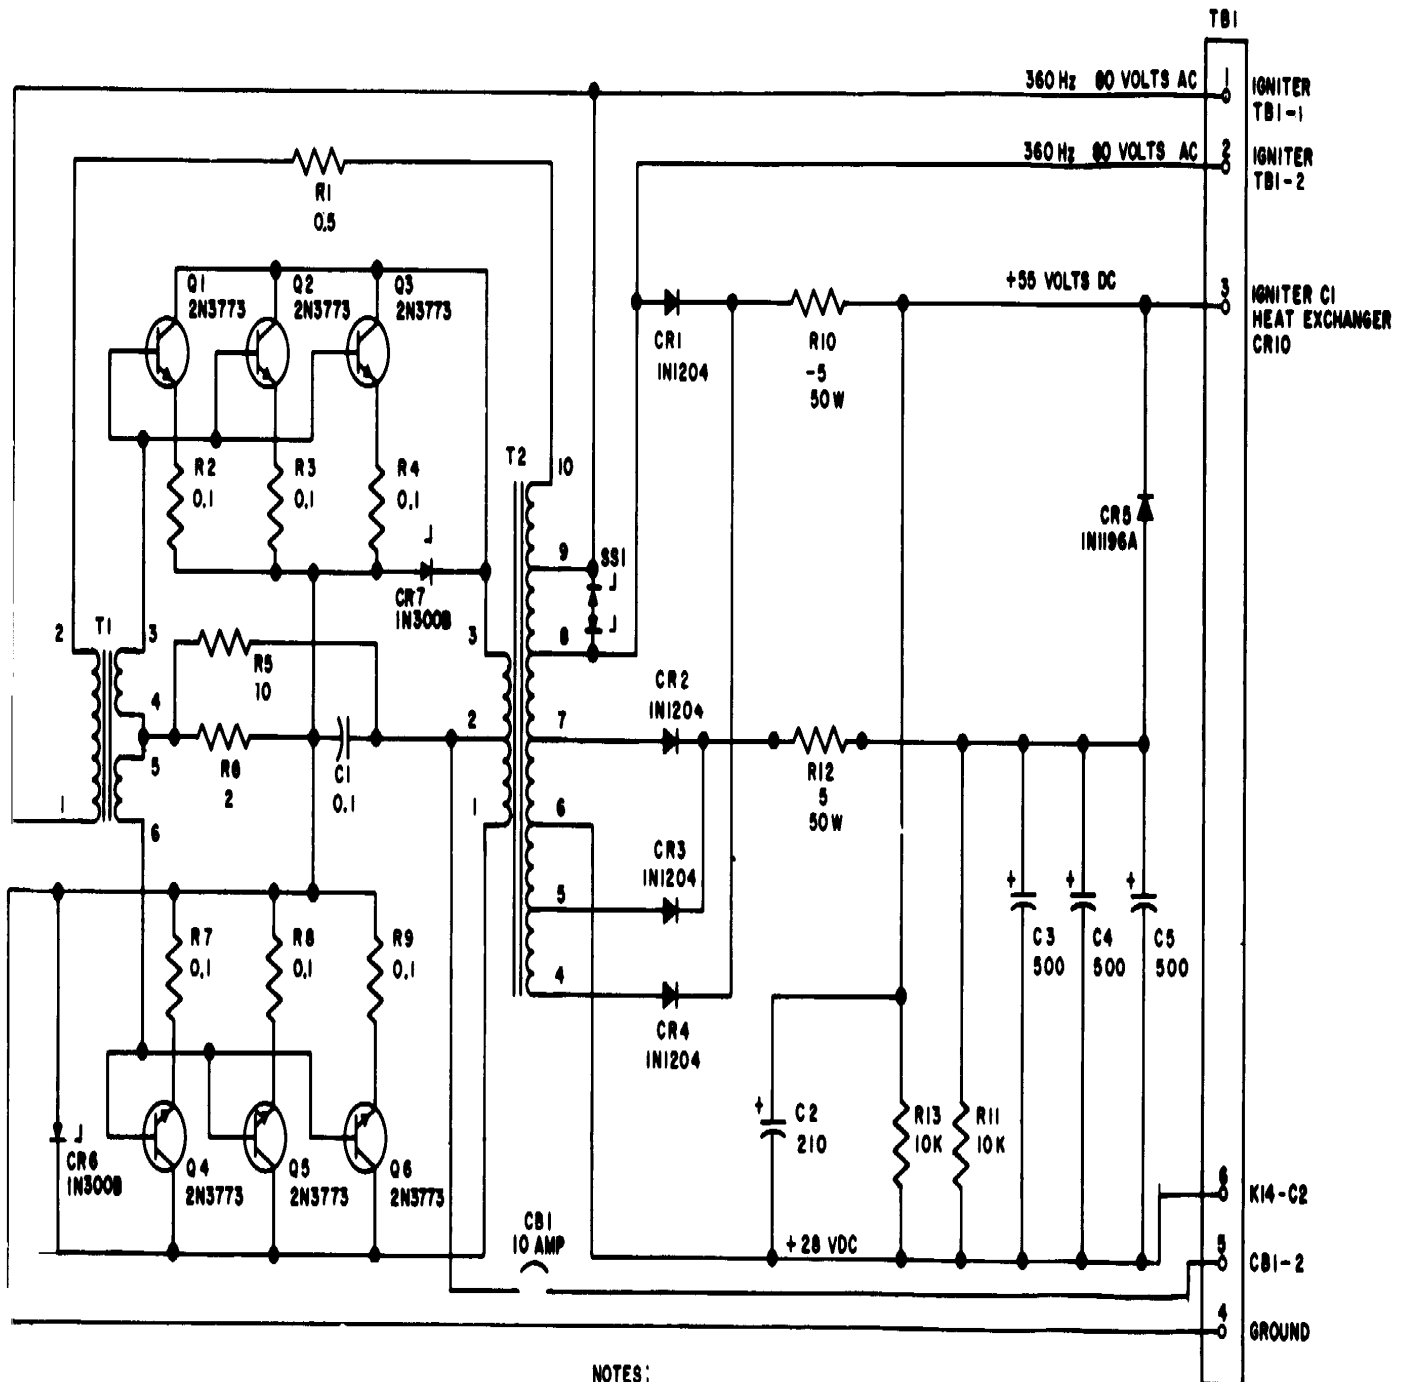 TB1
360 Hz 80 VOLTS AC
1
IGNITER
TB1-1
360 Hz 80 VOLTS AC
2
IGNITER
TB1-2
R1
0.5
+55 VOLTS DC
3
IGNITER C1
HEAT EXCHANGER
CR10
Q1
2N3773
Q2
2N3773
Q3
2N3773
CR1
1N1204
R10
-5
50W
R2
0.1
R3
0.1
R4
0.1
T2
10
9
SS1
J
J
8
J
CR7
1N3008
CR5
1N1196A
2
T1
3
4
5
6
1
R5
10
R6
2
C1
0.1
3
2
1
7
6
5
4
CR2
1N1204
R12
5
50W
CR3
1N1204
CR4
1N1204
R7
0.1
R8
0.1
R9
0.1
+
C3
500
+
C4
500
+
C5
500
+
C2
210
R13
10K
R11
10K
J
CR6
1N3008
Q4
2N3773
Q5
2N3773
Q6
2N3773
CB1
10 AMP
+28 VDC
6
K14-C2
5
CB1-2
4
GROUND
NOTES: